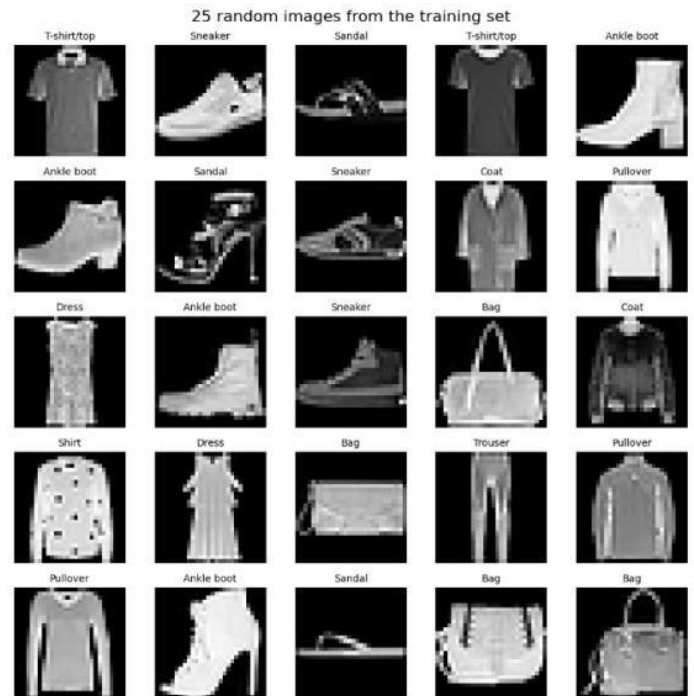 25 random images from the training set
T-shirt/top Sneaker Sandal T-shirt/top Ankle boot
Ankle boot Sandal Sneaker Coat Pullover
Dress Ankle boot Sneaker Bag Coat
Shirt Dress Bag Trouser Pullover
Pullover Ankle boot Sandal Bag Bag